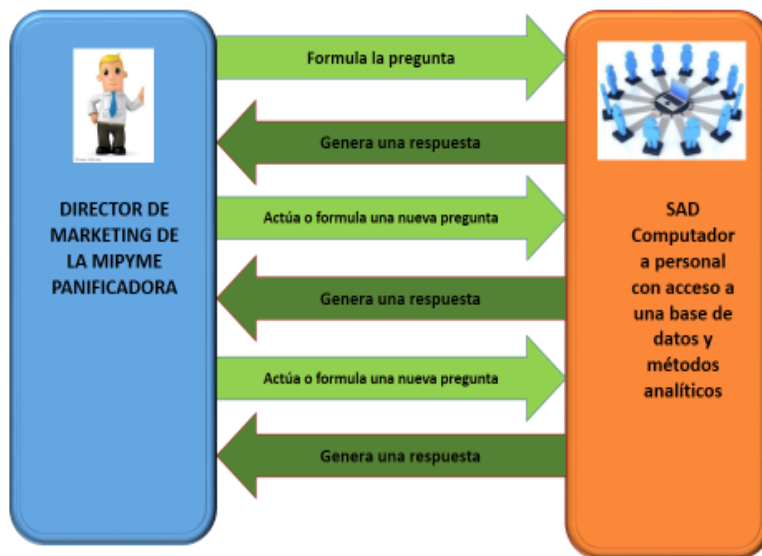 Formula la pregunta
Genera una respuesta
DIRECTOR DE
MARKETING DE
LA MIPYME
PANIFICADORA
Actúa o formula una nueva pregunta
Genera una respuesta
Actúa o formula una nueva pregunta
Genera una respuesta
SAD
Computador
a personal
con acceso a
una base de
datos y
métodos
analíticos